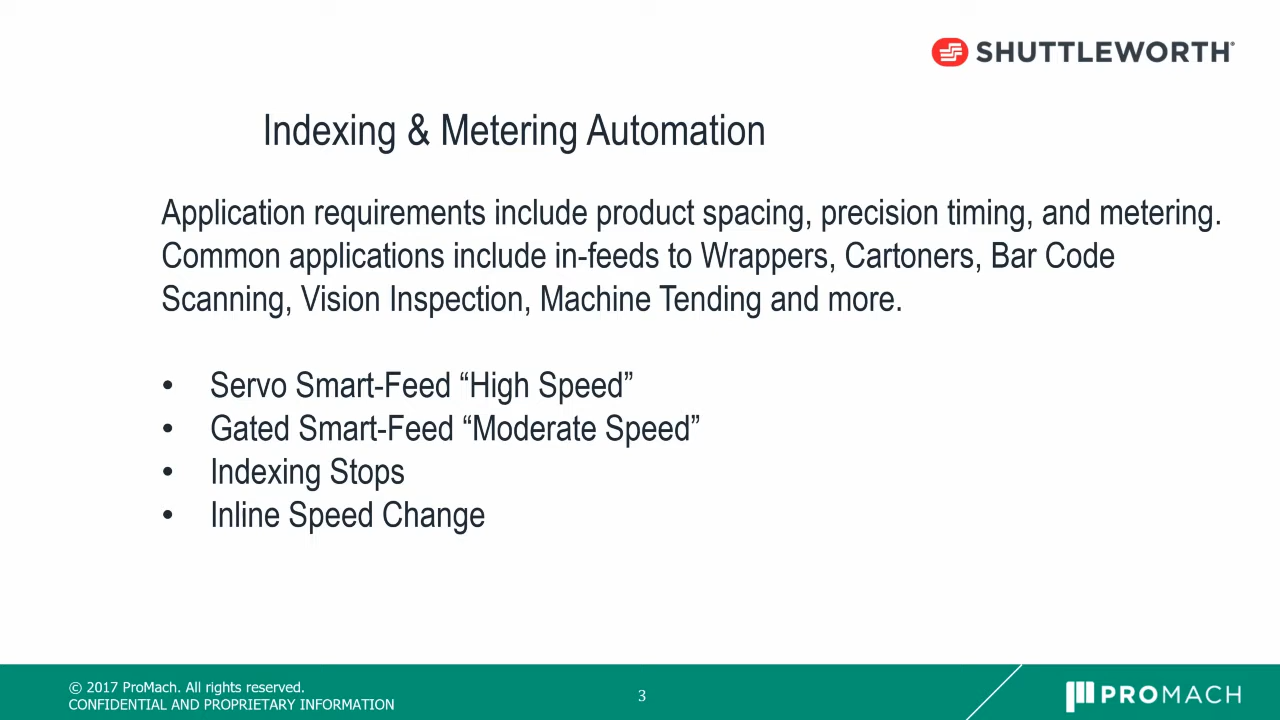 SHUTTLEWORTH®
Indexing & Metering Automation
Application requirements include product spacing, precision timing, and metering.
Common applications include in-feeds to Wrappers, Cartoners, Bar Code
Scanning, Vision Inspection, Machine Tending and more.
• Servo Smart-Feed “High Speed”
• Gated Smart-Feed “Moderate Speed”
• Indexing Stops
• Inline Speed Change
© 2017 ProMach. All rights reserved.
CONFIDENTIAL AND PROPRIETARY INFORMATION
3
PROMACH